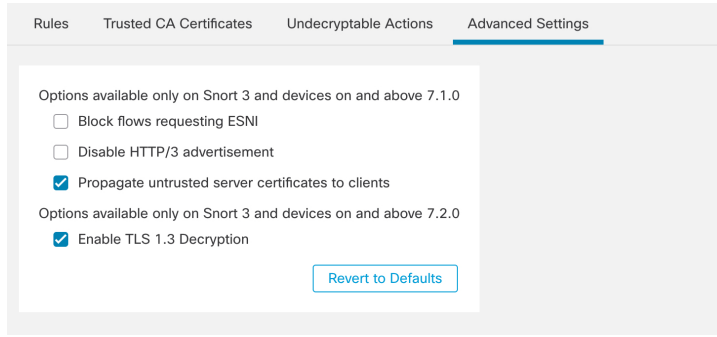 Rules Trusted CA Certificates Undecryptable Actions Advanced Settings
Options available only on Snort 3 and devices on and above 7.1.0
Block flows requesting ESNI
Disable HTTP/3 advertisement
Propagate untrusted server certificates to clients
Options available only on Snort 3 and devices on and above 7.2.0
Enable TLS 1.3 Decryption
Revert to Defaults